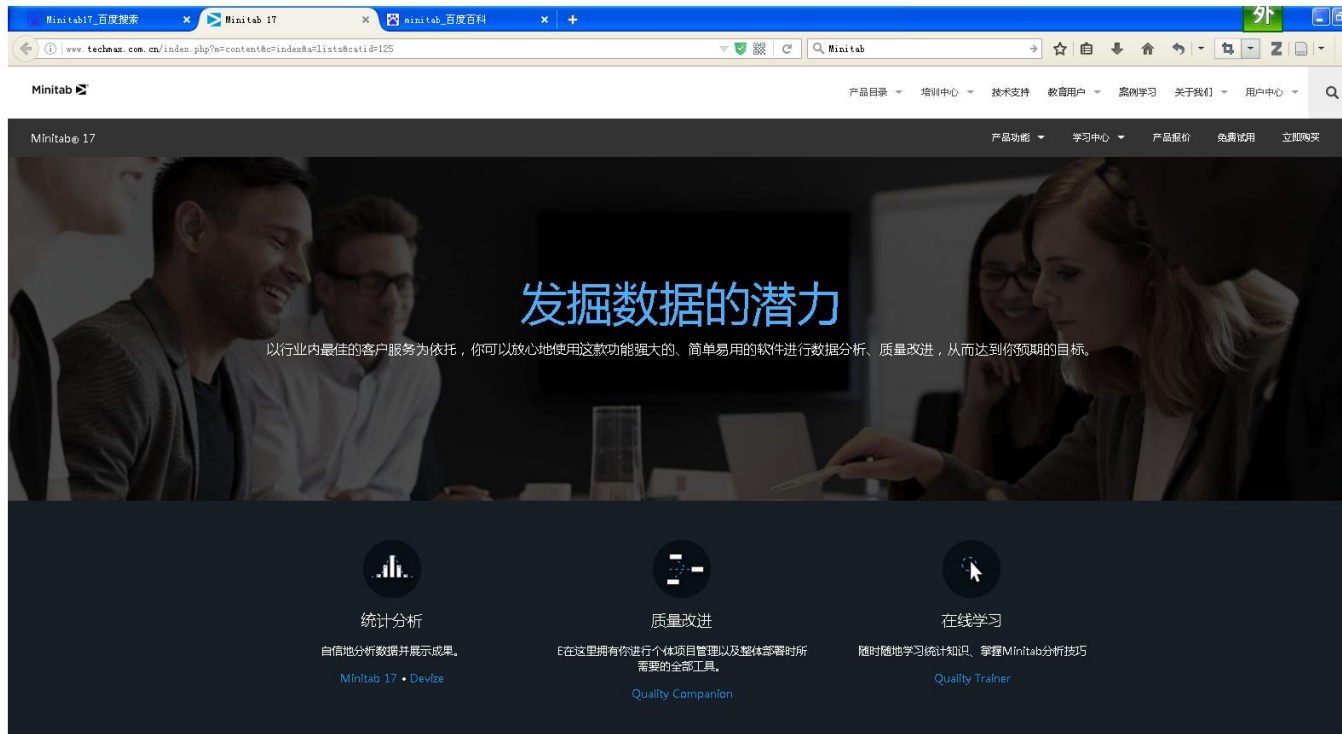 Minitab17_百度搜索
Minitab 17
minitab_百度百科
外
www.techmax.com.cn/index.php?m=content&c=index&a=lists&catid=125
Minitab
Minitab
产品目录
培训中心
技术支持
教育用户
案例学习
关于我们
用户中心
Minitab® 17
产品功能
学习中心
产品报价
免费试用
立即购买
发掘数据的潜力
以行业内最佳的客户服务为依托，你可以放心地使用这款功能强大的、简单易用的软件进行数据分析、质量改进，从而达到你预期的目标。
统计分析
自信地分析数据并展示成果。
Minitab 17 • Devize
质量改进
E在这里拥有你进行个体项目管理以及整体部署时所
需要的全部工具。
Quality Companion
在线学习
随时随地学习统计知识、掌握Minitab分析技巧
Quality Trainer